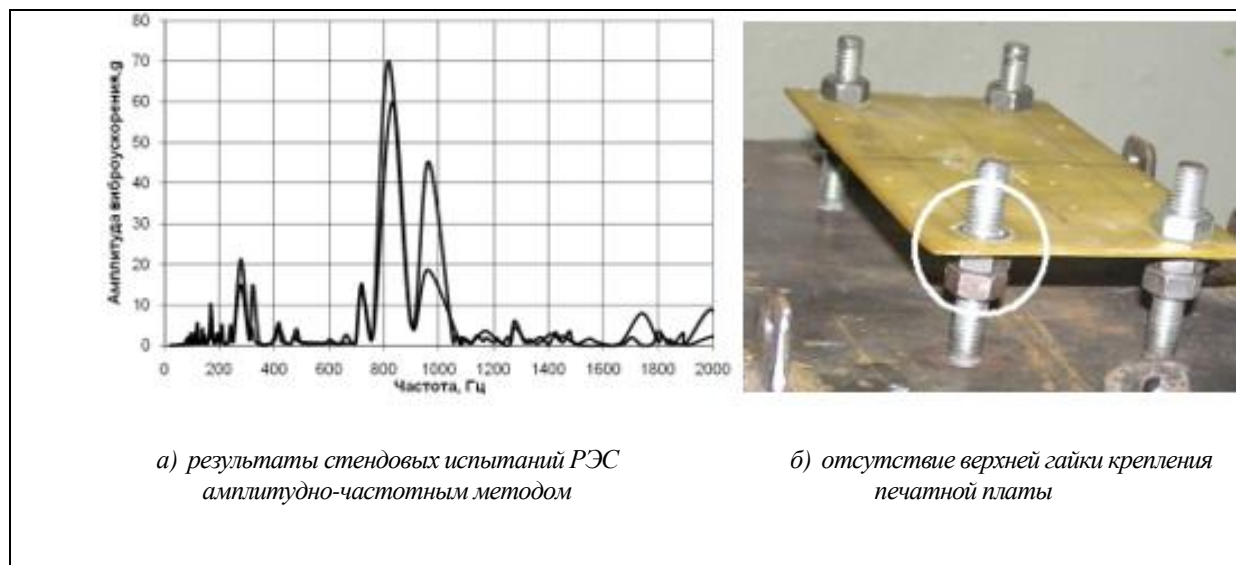 80
70
60
50
40
30
20
10
0
Амплитуда виброускорения,g
0 200 400 600 800 1000 1200 1400 1600 1800 2000
Частота, Гц
а) результаты стендовых испытаний РЭС
амплитудно-частотным методом
б) отсутствие верхней гайки крепления
печатной платы